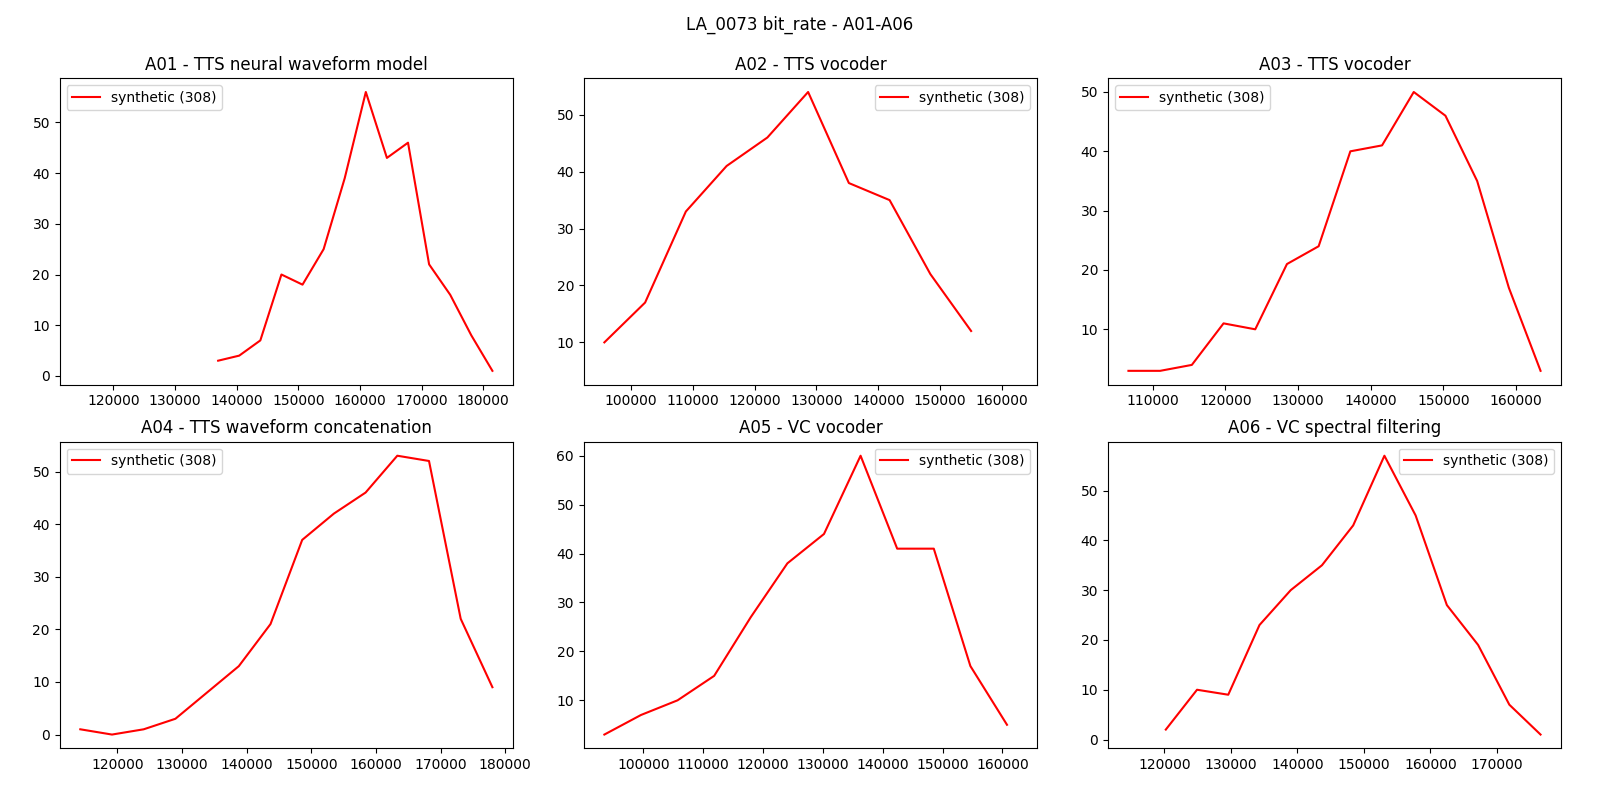 LA_0073 bit_rate - A01-A06
A01 - TTS neural waveform model
synthetic (308)
50
40
30
20
10
0
120000 130000 140000 150000 160000 170000 180000
A02 - TTS vocoder
synthetic (308)
50
40
30
20
10
100000 110000 120000 130000 140000 150000 160000
A03 - TTS vocoder
synthetic (308)
50
40
30
20
10
110000 120000 130000 140000 150000 160000
A04 - TTS waveform concatenation
synthetic (308)
50
40
30
20
10
0
120000 130000 140000 150000 160000 170000 180000
A05 - VC vocoder
synthetic (308)
60
50
40
30
20
10
100000 110000 120000 130000 140000 150000 160000
A06 - VC spectral filtering
synthetic (308)
50
40
30
20
10
0
120000 130000 140000 150000 160000 170000